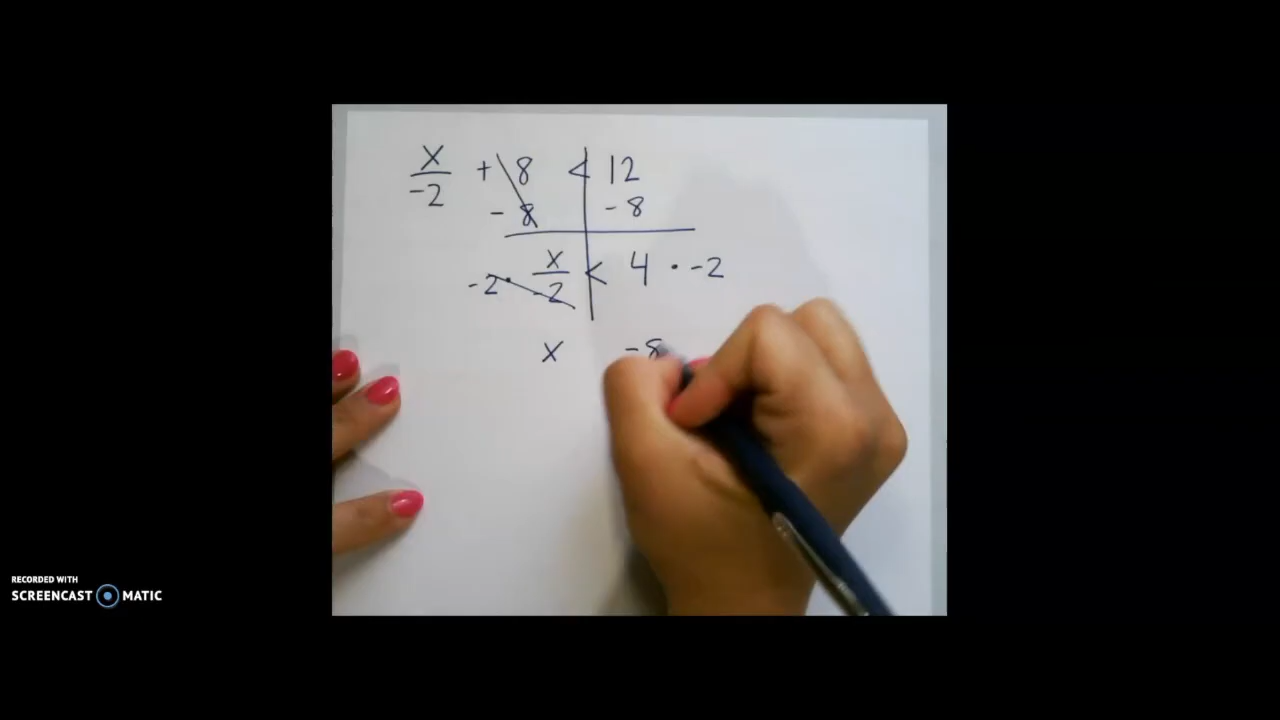 x/-2 + 8 < 12
- 8 - 8
-2 · x/-2 < 4 · -2
x -8
RECORDED WITH
SCREENCAST MATIC